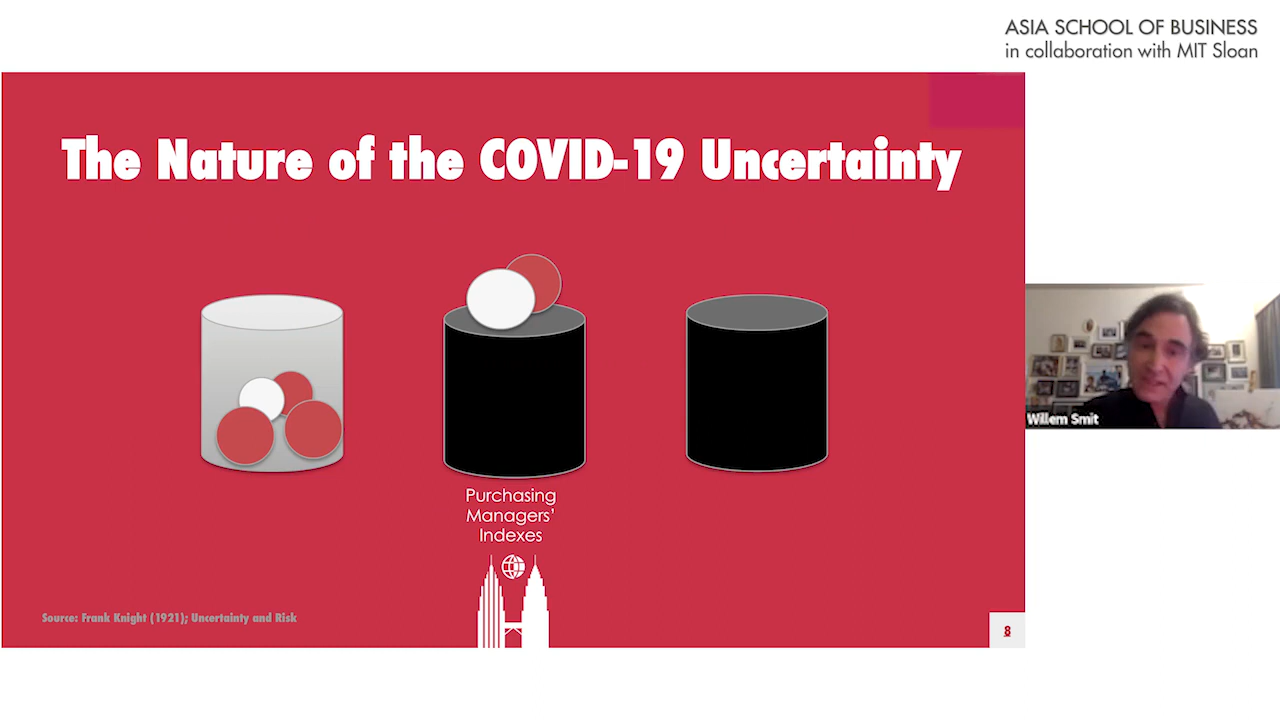 ASIA SCHOOL OF BUSINESS
in collaboration with MIT Sloan
The Nature of the COVID-19 Uncertainty
Purchasing
Managers’
Indexes
Willem Smit
Source: Frank Knight (1921); Uncertainty and Risk
8